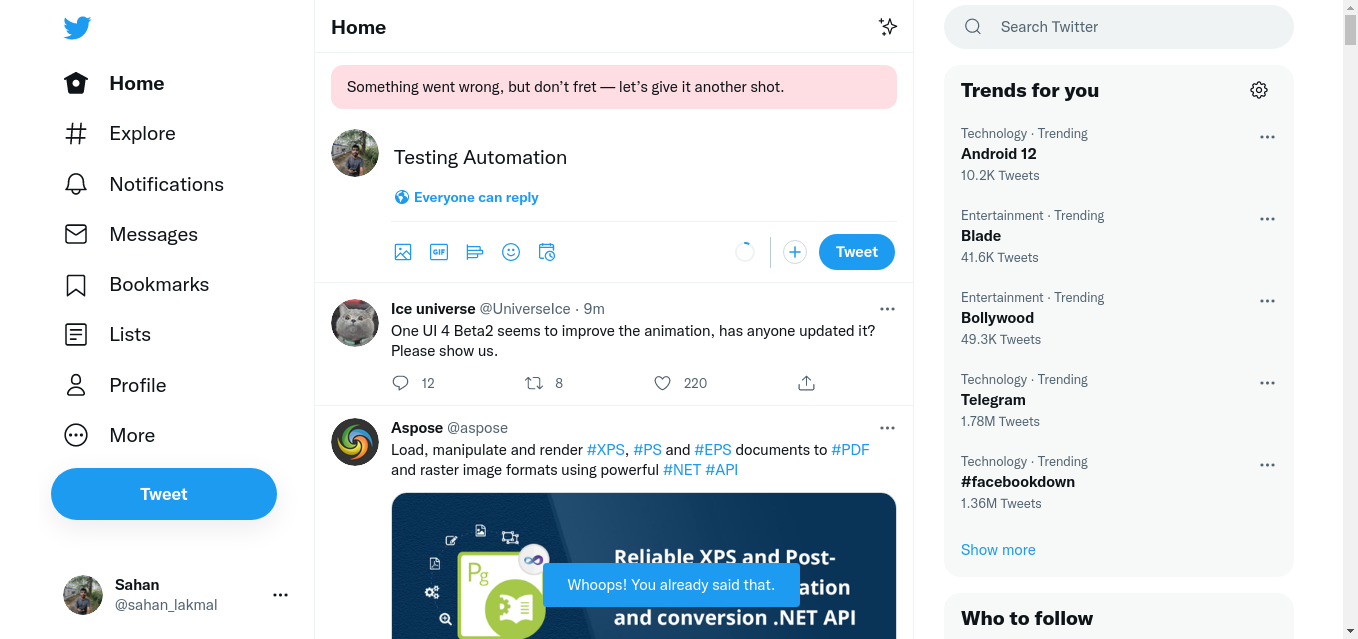 Home
Explore
Notifications
Messages
Bookmarks
Lists
Profile
More
Tweet
Sahan
@sahan_lakmal
Home
Something went wrong, but don’t fret — let’s give it another shot.
Testing Automation
Everyone can reply
GIF
Tweet
Ice universe @UniverseIce · 9m
One UI 4 Beta2 seems to improve the animation, has anyone updated it?
Please show us.
12 8 220
Aspose @aspose
Load, manipulate and render #XPS, #PS and #EPS documents to #PDF
and raster image formats using powerful #NET #API
Pg
Reliable XPS and Post-
ation
and conversion .NET API
Whoops! You already said that.
Search Twitter
Trends for you
Technology · Trending
Android 12
10.2K Tweets
Entertainment · Trending
Blade
41.6K Tweets
Entertainment · Trending
Bollywood
49.3K Tweets
Technology · Trending
Telegram
1.78M Tweets
Technology · Trending
#facebookdown
1.36M Tweets
Show more
Who to follow